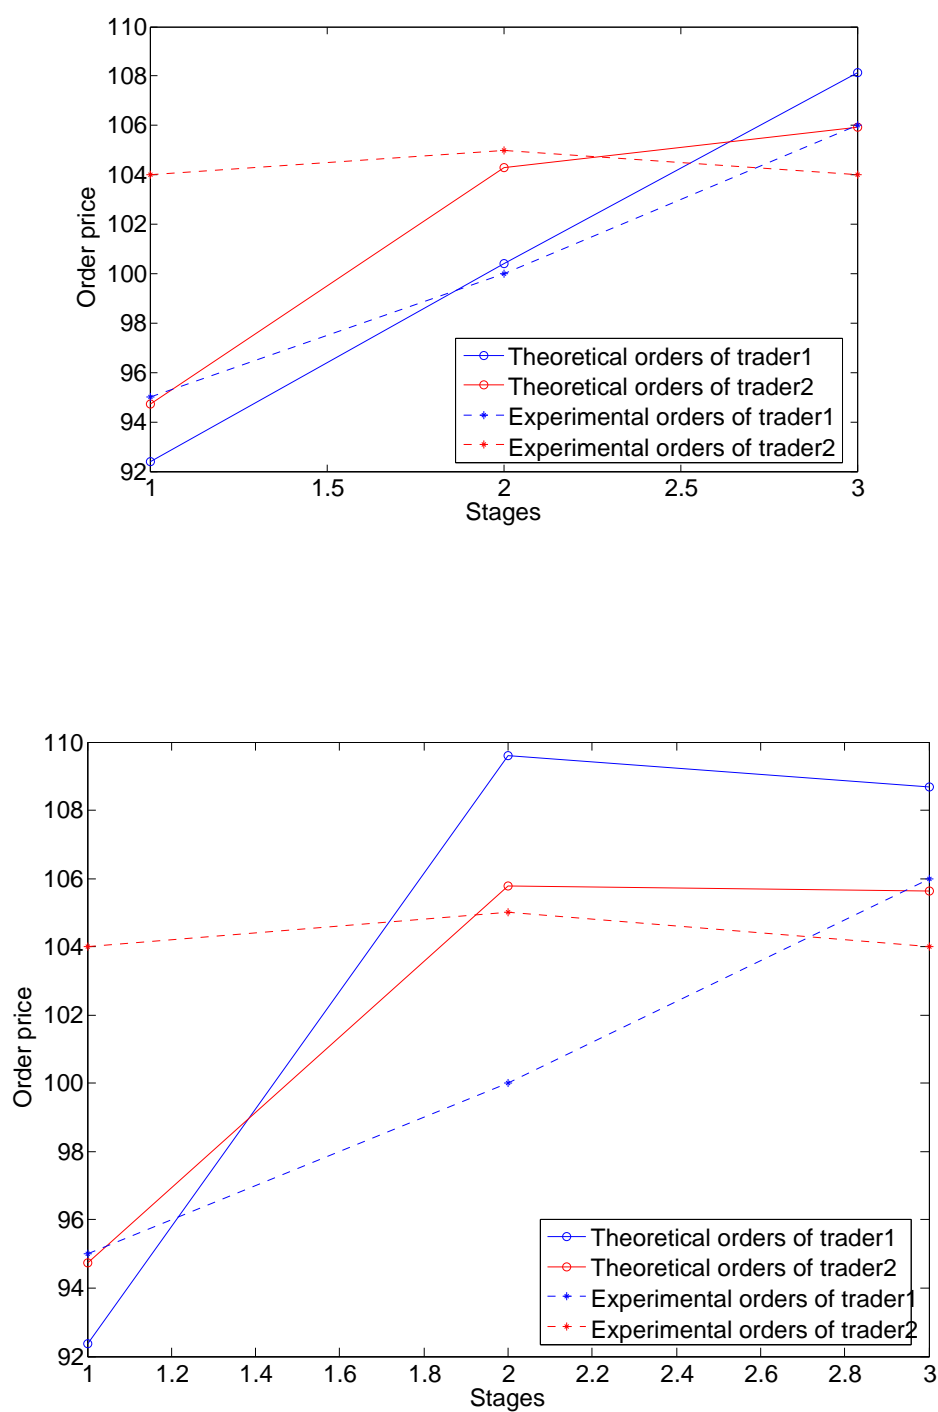 110
108
106
104
102
100
98
96
94
92
Order price
Theoretical orders of trader1
Theoretical orders of trader2
Experimental orders of trader1
Experimental orders of trader2
1 1.5 2 2.5 3
Stages
110
108
106
104
102
100
98
96
94
92
Order price
Theoretical orders of trader1
Theoretical orders of trader2
Experimental orders of trader1
Experimental orders of trader2
1 1.2 1.4 1.6 1.8 2 2.2 2.4 2.6 2.8 3
Stages